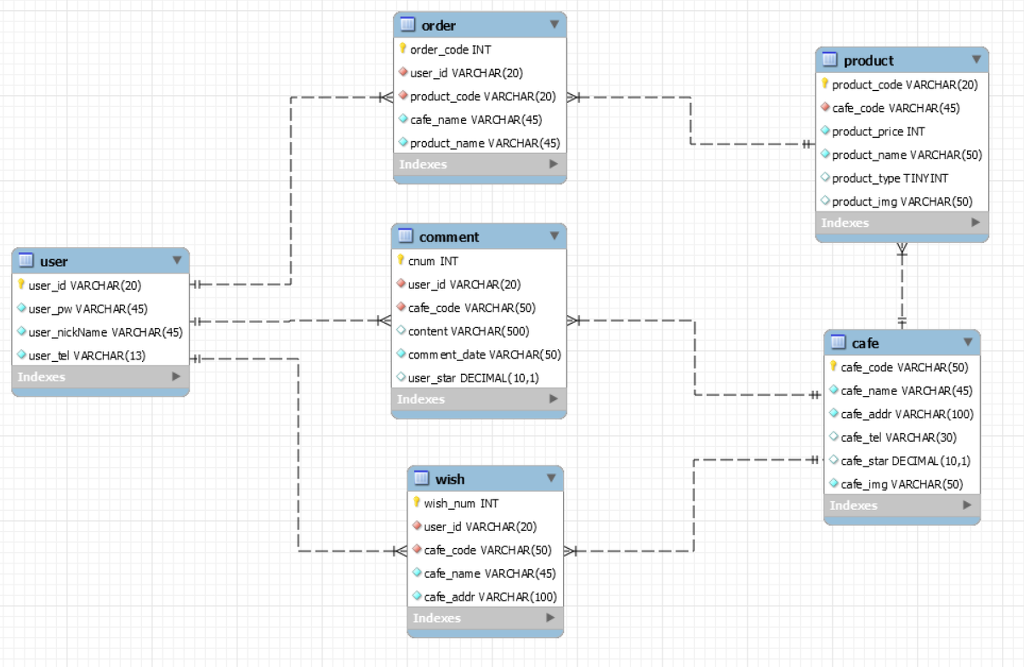 order
order_code INT
user_id VARCHAR(20)
product_code VARCHAR(20)
cafe_name VARCHAR(45)
product_name VARCHAR(45)
Indexes
product
product_code VARCHAR(20)
cafe_code VARCHAR(45)
product_price INT
product_name VARCHAR(50)
product_type TINYINT
product_img VARCHAR(50)
Indexes
user
user_id VARCHAR(20)
user_pw VARCHAR(45)
user_nickName VARCHAR(45)
user_tel VARCHAR(13)
Indexes
comment
cnum INT
user_id VARCHAR(20)
cafe_code VARCHAR(50)
content VARCHAR(500)
comment_date VARCHAR(50)
user_star DECIMAL(10,1)
Indexes
cafe
cafe_code VARCHAR(50)
cafe_name VARCHAR(45)
cafe_addr VARCHAR(100)
cafe_tel VARCHAR(30)
cafe_star DECIMAL(10,1)
cafe_img VARCHAR(50)
Indexes
wish
wish_num INT
user_id VARCHAR(20)
cafe_code VARCHAR(50)
cafe_name VARCHAR(45)
cafe_addr VARCHAR(100)
Indexes